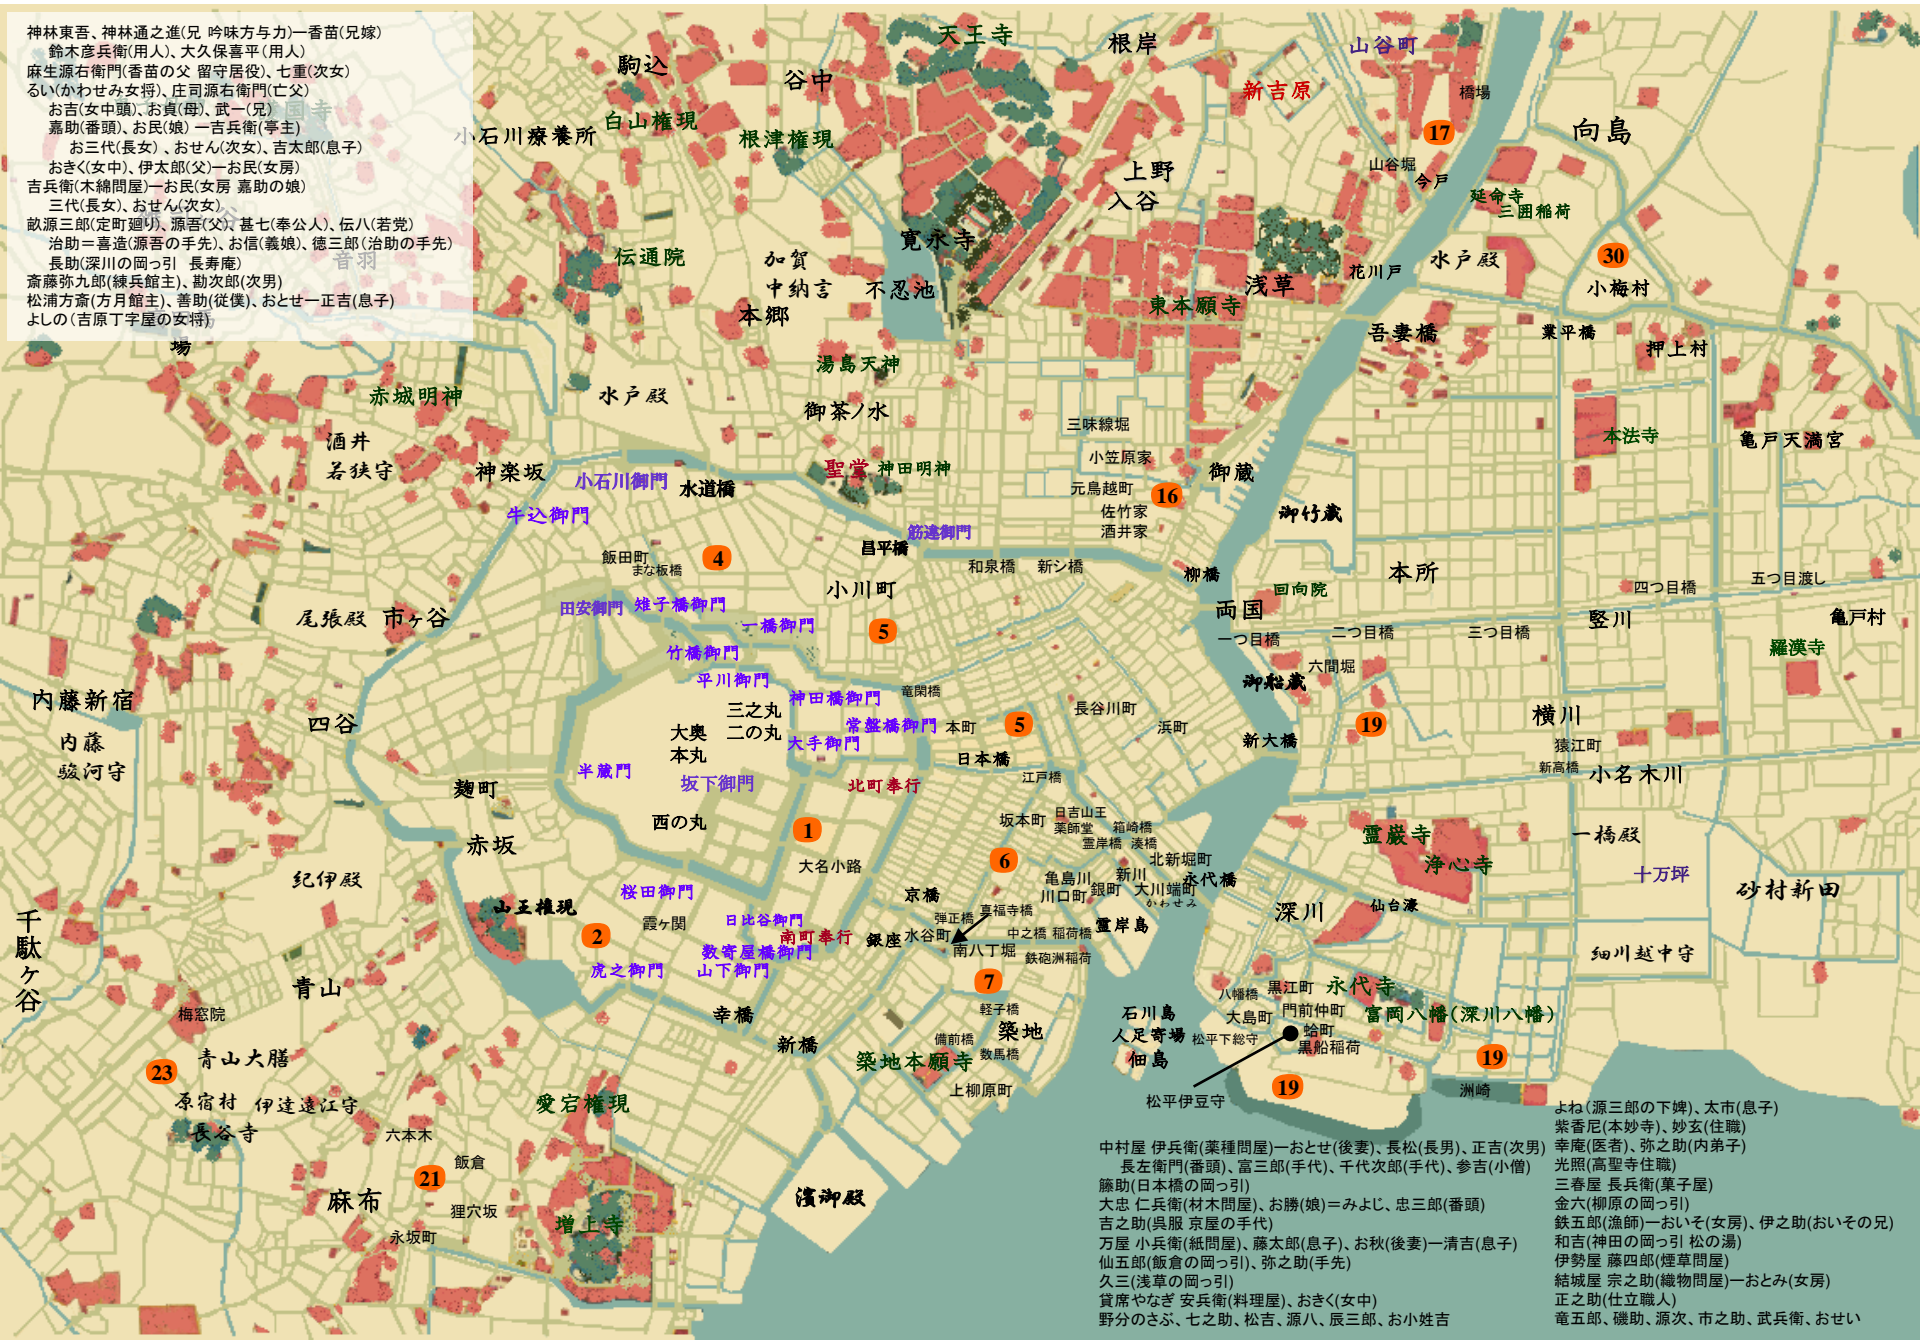 神林東吾、神林通之進(兄 吟味方与力)━香苗(兄嫁)
鈴木彦兵衛(用人)、大久保喜平(用人)
麻生源右衛門(香苗の父 留守居役)、七重(次女)
るい(かわせみ女将)、庄司源右衛門(亡父)
お吉(女中頭)、お貞(母)、武一(兄)
嘉助(番頭)、お民(娘) ━吉兵衛(亭主)
お三代(長女) 、おせん(次女)、吉太郎(息子)
おきく(女中)、伊太郎(父)━お民(女房)
吉兵衛(木綿問屋)━お民(女房 嘉助の娘)
三代(長女)、おせん(次女)
畝源三郎(定町廻り)、源吾(父)、甚七(奉公人)、伝八(若党)
治助＝喜造(源吾の手先)、お信(義娘)、徳三郎(治助の手先)
長助(深川の岡っ引 長寿庵)
斎藤弥九郎(練兵館主)、勘次郎(次男)
松浦方斎(方月館主)、善助(従僕)、おとせ━正吉(息子)
よしの(吉原丁字屋の女将)
音羽
場
天王寺
根岸
山谷町
駒込
谷中
新吉原
橋場
17
白山権現
小石川療養所
根津権現
向島
上野
入谷
山谷堀
今戸
延命寺
三囲稲荷
寛永寺
伝通院
加賀
中納言
不忍池
本郷
浅草
花川戸
水戸殿
30
小梅村
東本願寺
吾妻橋
業平橋
押上村
湯島天神
赤城明神
水戸殿
御茶ノ水
三味線堀
酒井
若狭守
神楽坂
小石川御門
水道橋
聖堂
神田明神
小笠原家
元鳥越町
16
御蔵
佐竹家
酒井家
御竹蔵
本法寺
亀戸天満宮
牛込御門
筋違御門
昌平橋
飯田町
まな板橋
4
和泉橋
新シ橋
柳橋
本所
小川町
回向院
両国
四つ目橋
五つ目渡し
尾張殿
市ヶ谷
田安御門
雉子橋御門
一橋御門
5
一つ目橋
二つ目橋
三つ目橋
竪川
亀戸村
竹橋御門
羅漢寺
六間堀
御船蔵
平川御門
神田橋御門
竜閑橋
内藤新宿
四谷
三之丸
二の丸
大奥
本丸
常盤橋御門
大手御門
本町
5
長谷川町
浜町
新大橋
19
横川
内藤
駿河守
日本橋
猿江町
新高橋
小名木川
半蔵門
坂下御門
北町奉行
江戸橋
麹町
西の丸
1
坂本町
日吉山王
薬師堂
箱崎橋
霊岸橋
湊橋
赤坂
大名小路
6
北新堀町
霊巌寺
浄心寺
一橋殿
紀伊殿
桜田御門
京橋
亀島川
川口町
新川
銀町
大川端町
かわせみ
永代橋
十万坪
砂村新田
千駄ヶ谷
山王権現
霞ヶ関
日比谷御門
弾正橋
真福寺橋
霊岸島
深川
仙台濠
2
南町奉行
銀座
水谷町
中之橋
稲荷橋
数寄屋橋御門
南八丁堀
鉄砲洲稲荷
細川越中守
虎之御門
山下御門
青山
7
八幡橋
黒江町
永代寺
梅窓院
幸橋
軽子橋
石川島
人足寄場
佃島
大島町
門前仲町
富岡八幡(深川八幡)
新橋
築地
備前橋
数馬橋
松平下総守
蛤町
黒船稲荷
青山大膳
築地本願寺
19
23
上柳原町
松平伊豆守
19
洲崎
原宿村
伊達遠江守
愛宕権現
長谷寺
六本木
飯倉
21
麻布
狸穴坂
濱御殿
増上寺
永坂町
中村屋 伊兵衛(薬種問屋)━おとせ(後妻)、長松(長男)、正吉(次男)
長左衛門(番頭)、富三郎(手代)、千代次郎(手代)、参吉(小僧)
籐助(日本橋の岡っ引)
大忠 仁兵衛(材木問屋)、お勝(娘)＝みよじ、忠三郎(番頭)
吉之助(呉服 京屋の手代)
万屋 小兵衛(紙問屋)、藤太郎(息子)、お秋(後妻)━清吉(息子)
仙五郎(飯倉の岡っ引)、弥之助(手先)
久三(浅草の岡っ引)
貸席やなぎ 安兵衛(料理屋)、おきく(女中)
野分のさぶ、七之助、松吉、源八、辰三郎、お小姓吉
よね(源三郎の下婢)、太市(息子)
紫香尼(本妙寺)、妙玄(住職)
幸庵(医者)、弥之助(内弟子)
光照(高聖寺住職)
三春屋 長兵衛(菓子屋)
金六(柳原の岡っ引)
鉄五郎(漁師)━おいそ(女房)、伊之助(おいその兄)
和吉(神田の岡っ引 松の湯)
伊勢屋 藤四郎(煙草問屋)
結城屋 宗之助(織物問屋)━おとみ(女房)
正之助(仕立職人)
竜五郎、磯助、源次、市之助、武兵衛、おせい